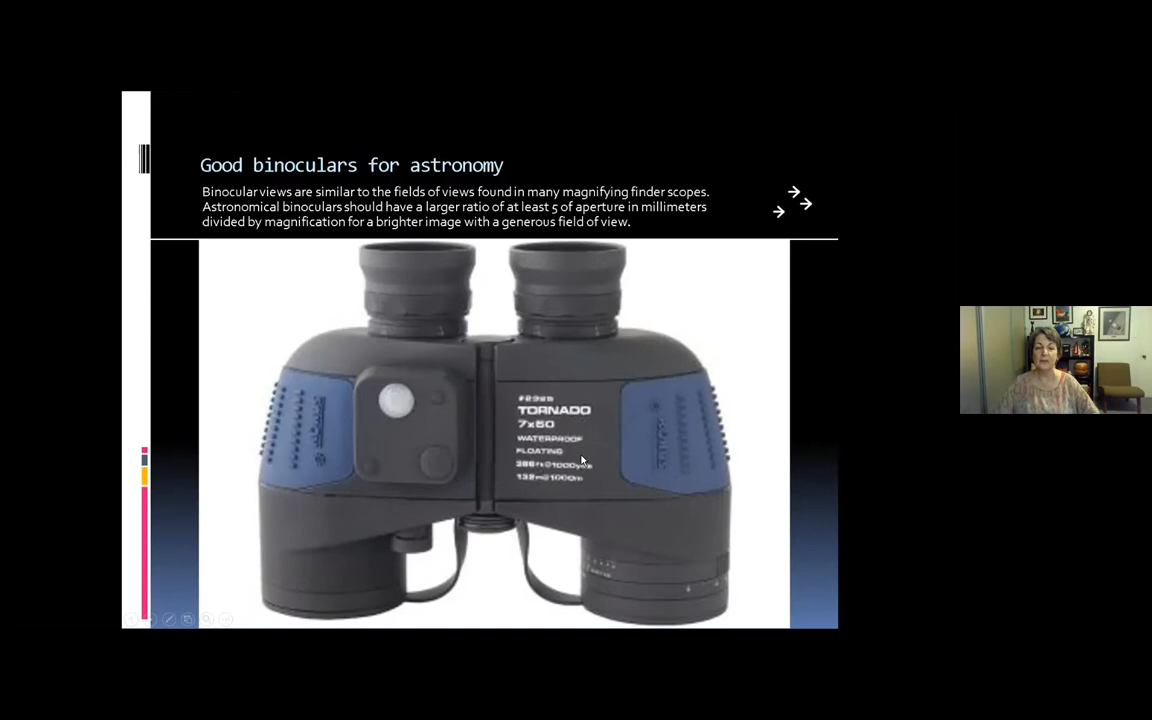 Good binoculars for astronomy
Binocular views are similar to the fields of views found in many magnifying finder scopes.
Astronomical binoculars should have a larger ratio of at least 5 of aperture in millimeters
divided by magnification for a brighter image with a generous field of view.
TORNADO
7x50
WATERPROOF
FLOATING
132m@1000m